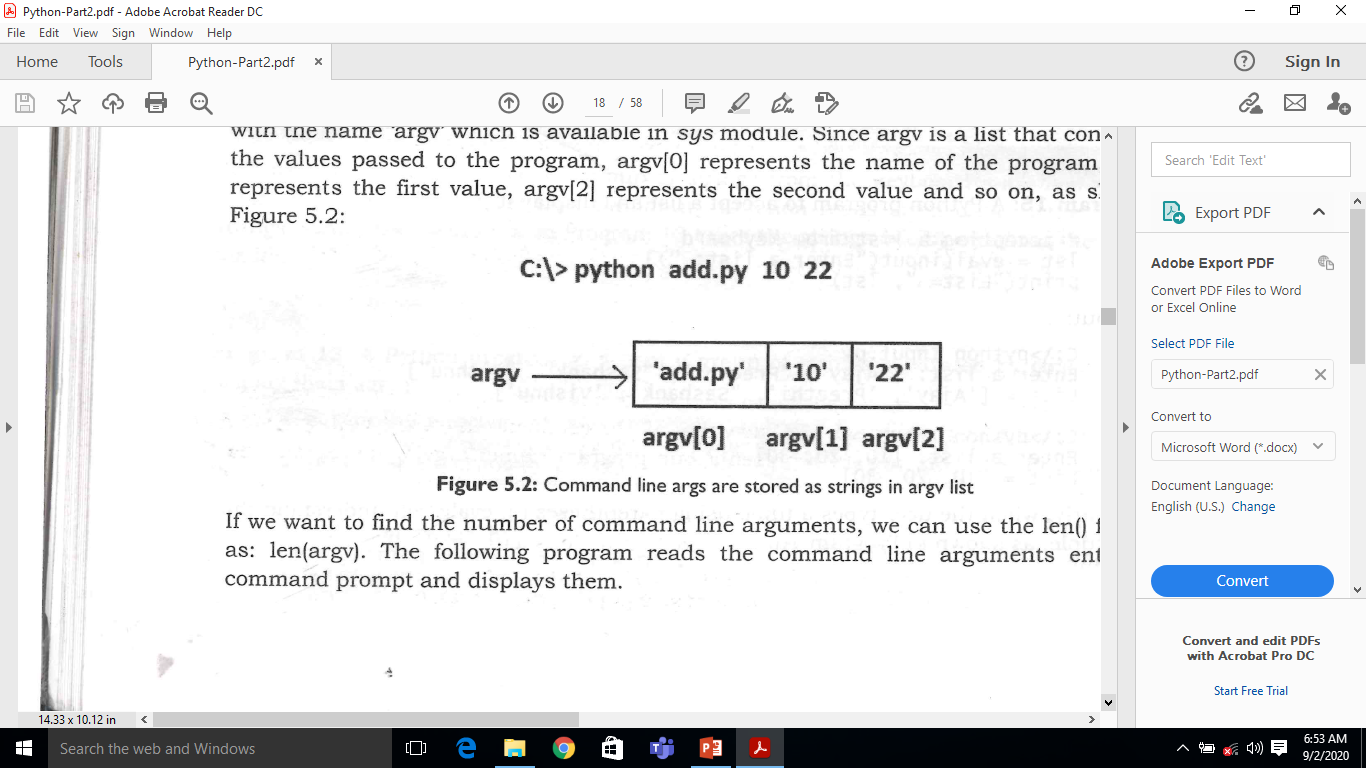 Python-Part2.pdf - Adobe Acrobat Reader DC
File Edit View Sign Window Help
Home Tools Python-Part2.pdf × Sign In
18 / 58
with the name 'argv' which is available in sys module. Since argv is a list that con
the values passed to the program, argv[0] represents the name of the program
represents the first value, argv[2] represents the second value and so on, as s
Figure 5.2:
C:\> python add.py 10 22
argv
'add.py' '10' '22'
argv[0] argv[1] argv[2]
Figure 5.2: Command line args are stored as strings in argv list
If we want to find the number of command line arguments, we can use the len() f
as: len(argv). The following program reads the command line arguments ent
command prompt and displays them.
14.33 x 10.12 in
Search 'Edit Text'
Export PDF
Adobe Export PDF
Convert PDF Files to Word
or Excel Online
Select PDF File
Python-Part2.pdf
Convert to
Microsoft Word (*.docx)
Document Language:
English (U.S.) Change
Convert
Convert and edit PDFs
with Acrobat Pro DC
Start Free Trial
Search the web and Windows
6:53 AM
9/2/2020